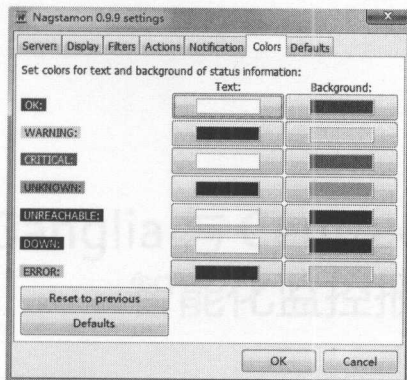 Nagstamon 0.9.9 settings
Servers Display Filters Actions Notification Colors Defaults
Set colors for text and background of status information:
Text: Background:
OK:
WARNING:
CRITICAL:
UNKNOWN:
UNREACHABLE:
DOWN:
ERROR:
Reset to previous
Defaults
OK Cancel